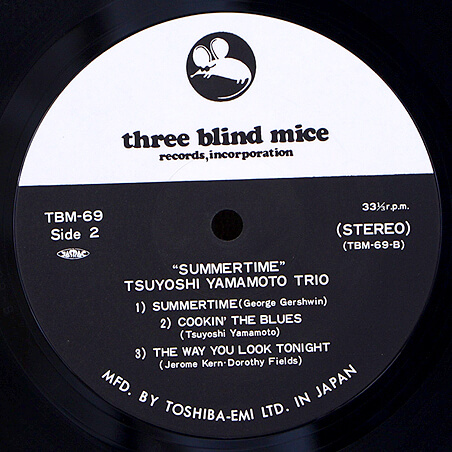 three blind mice
records, incorporation
TBM-69
Side 2
33⅓r.p.m.
(STEREO)
(TBM-69-B)
"SUMMERTIME"
TSUYOSHI YAMAMOTO TRIO
1) SUMMERTIME (George Gershwin)
2) COOKIN' THE BLUES
(Tsuyoshi Yamamoto)
3) THE WAY YOU LOOK TONIGHT
(Jerome Kern-Dorothy Fields)
MFD. BY TOSHIBA-EMI LTD. IN JAPAN